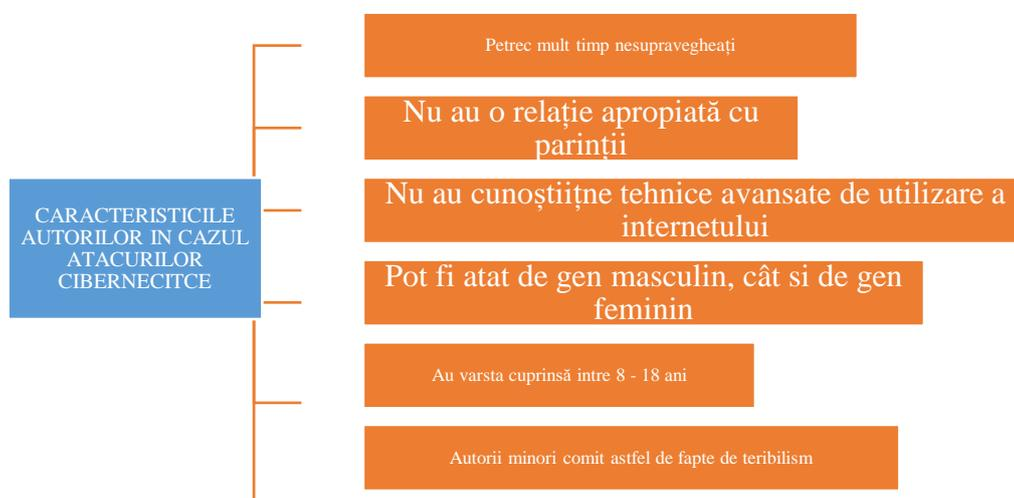 Petrec mult timp nesupravegheați
Nu au o relație apropiată cu
parinții
Nu au cunoștiițne tehnice avansate de utilizare a
internetului
CARACTERISTICILE
AUTORILOR IN CAZUL
ATACURILOR
CIBERNECITCE
Pot fi atat de gen masculin, cât si de gen
feminin
Au varsta cuprinsă intre 8 - 18 ani
Autorii minori comit astfel de fapte de teribilism